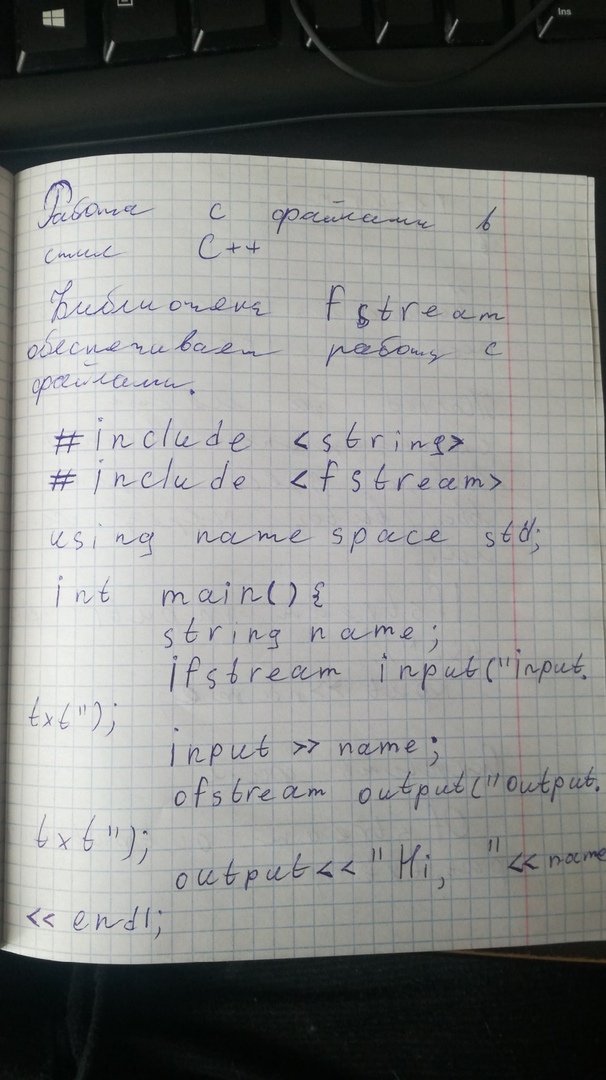 Работа с файлами в
стиле C++
Библиотека fstream
обеспечивает работу с
файлами.
#include <string>
#include <fstream>
using namespace std;
int main(){
string name;
ifstream input("input.
txt");
input >> name;
ofstream output("output.
txt");
output<<"Hi, "<<name
<< endl;
Ins